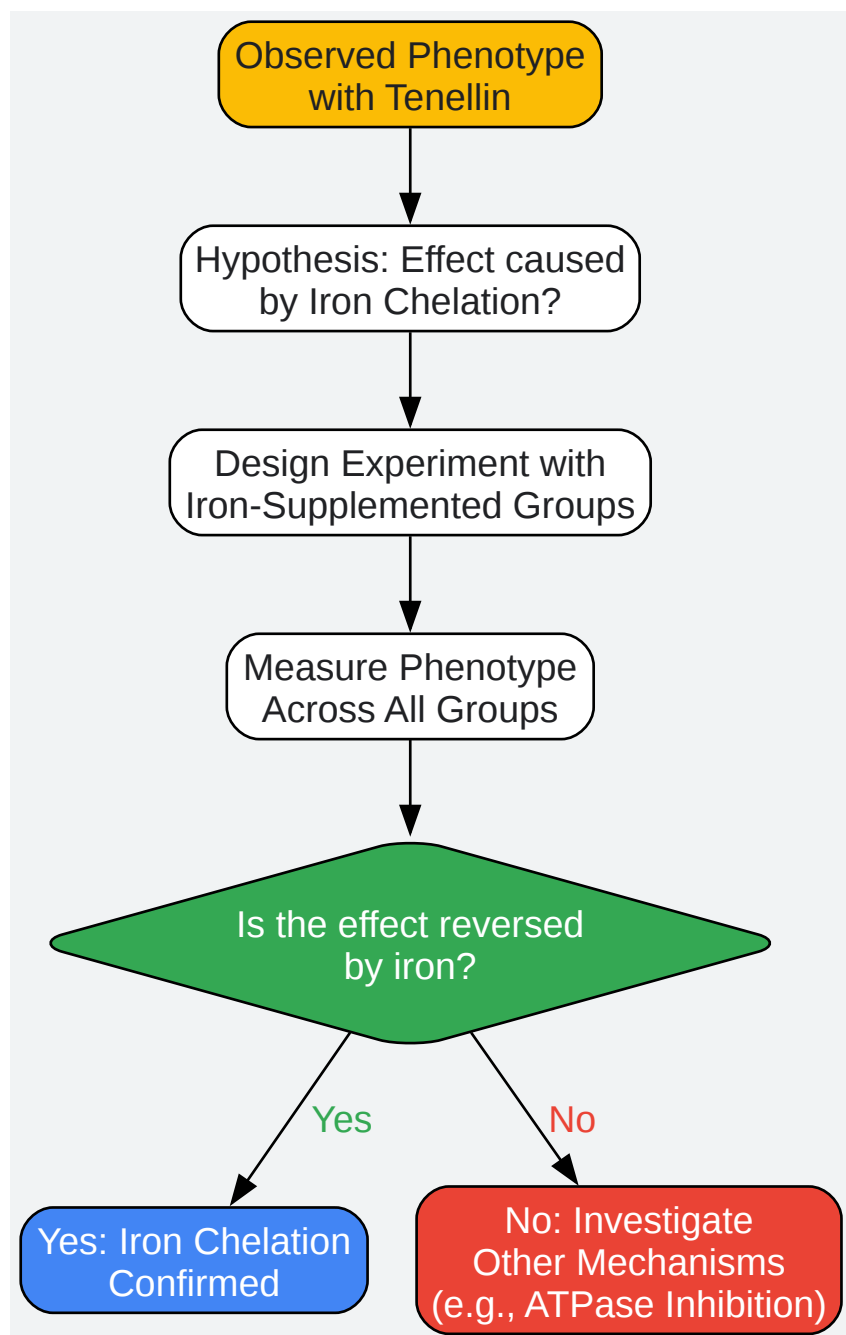 Observed Phenotype
with Tenellin
Hypothesis: Effect caused
by Iron Chelation?
Design Experiment with
Iron-Supplemented Groups
Measure Phenotype
Across All Groups
Is the effect reversed
by iron?
Yes
No
Yes: Iron Chelation
Confirmed
No: Investigate
Other Mechanisms
(e.g., ATPase Inhibition)